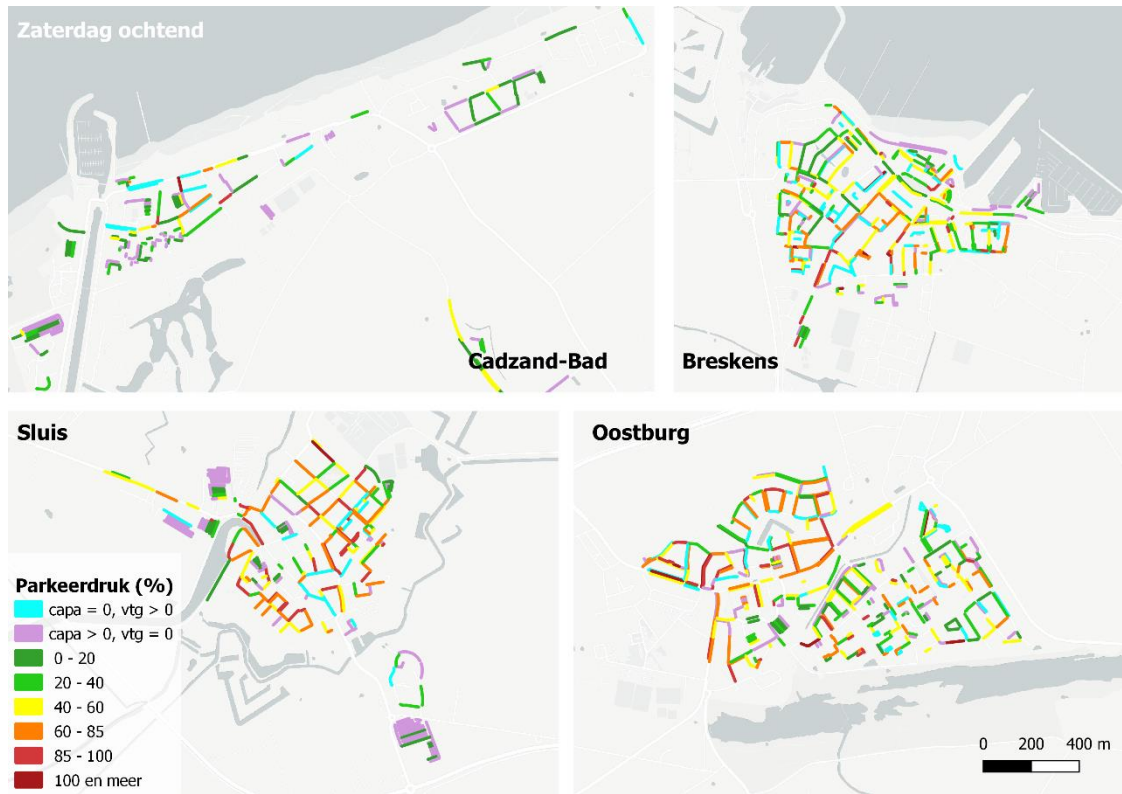 Zaterdag ochtend
Cadzand-Bad
Breskens
Sluis
Oostburg
Parkeerdruk (%)
capa = 0, vtg > 0
capa > 0, vtg = 0
0 - 20
20 - 40
40 - 60
60 - 85
85 - 100
100 en meer
0 200 400 m